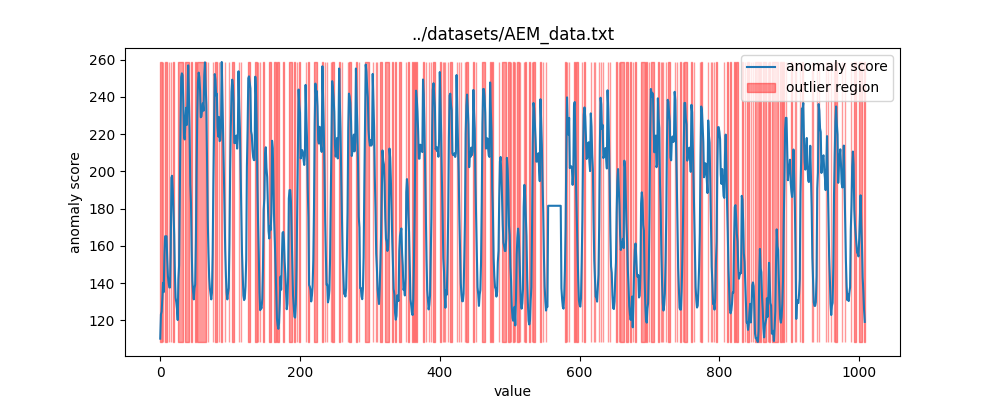 ../datasets/AEM_data.txt
anomaly score
outlier region
260
240
220
200
180
160
140
120
anomaly score
0
200
400
600
800
1000
value